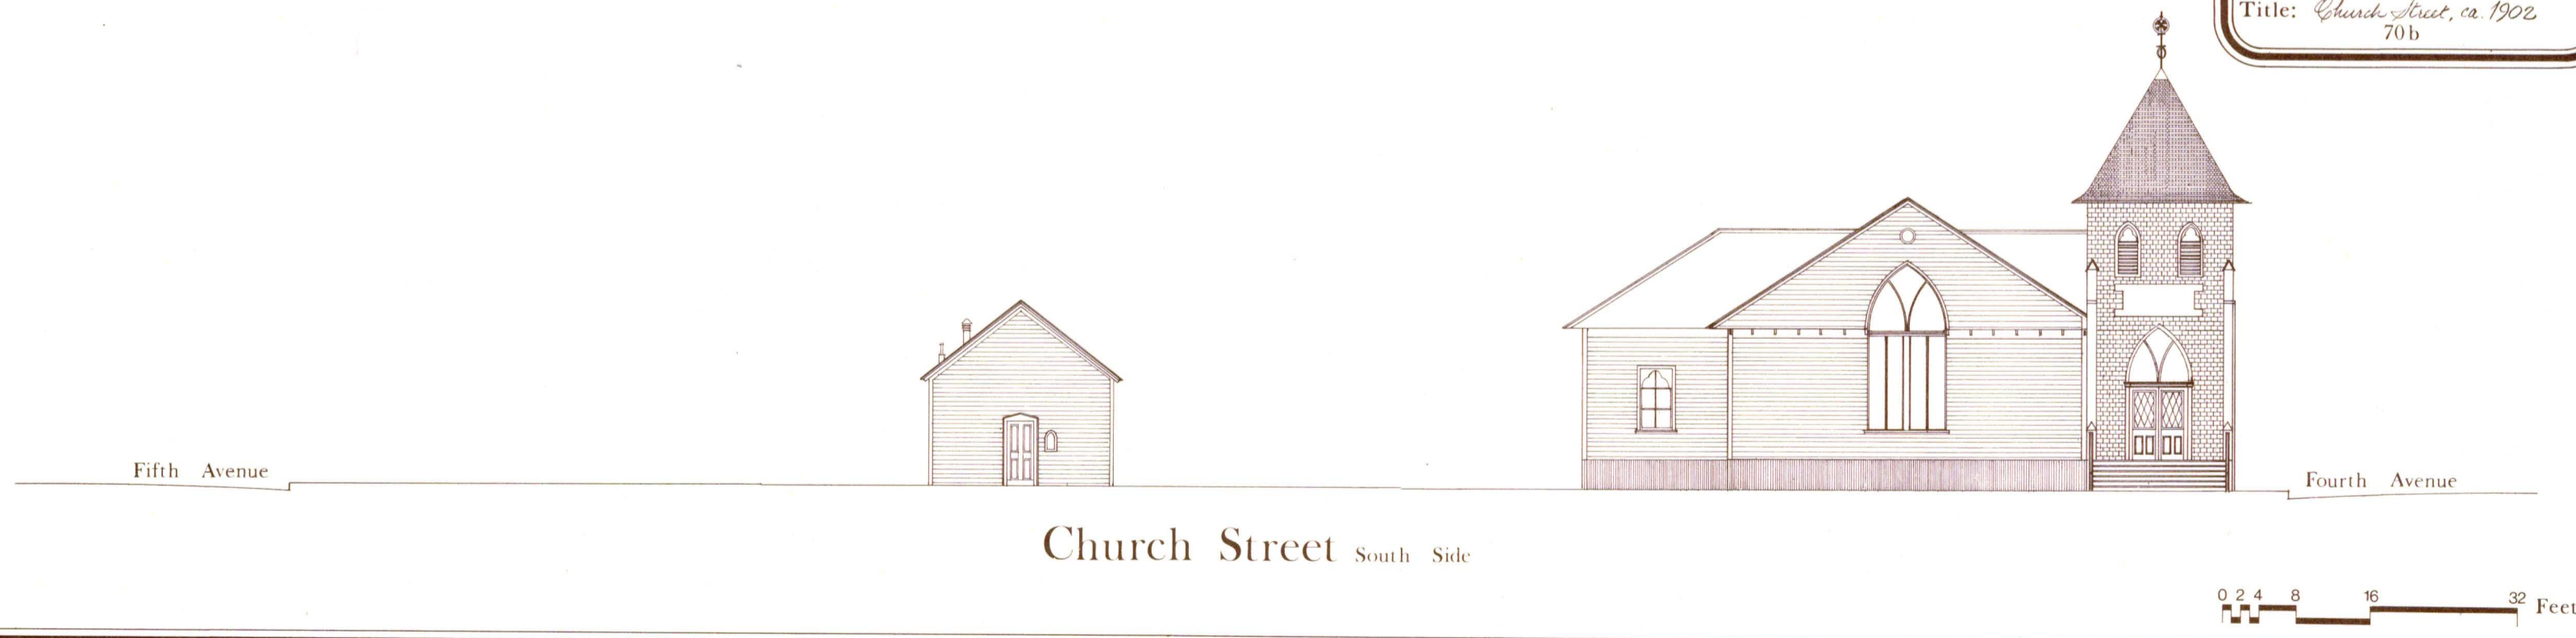 Title: Church Street, ca. 1902
70b
Fifth Avenue
Fourth Avenue
Church Street South Side
0 2 4 8 16 32 Feet